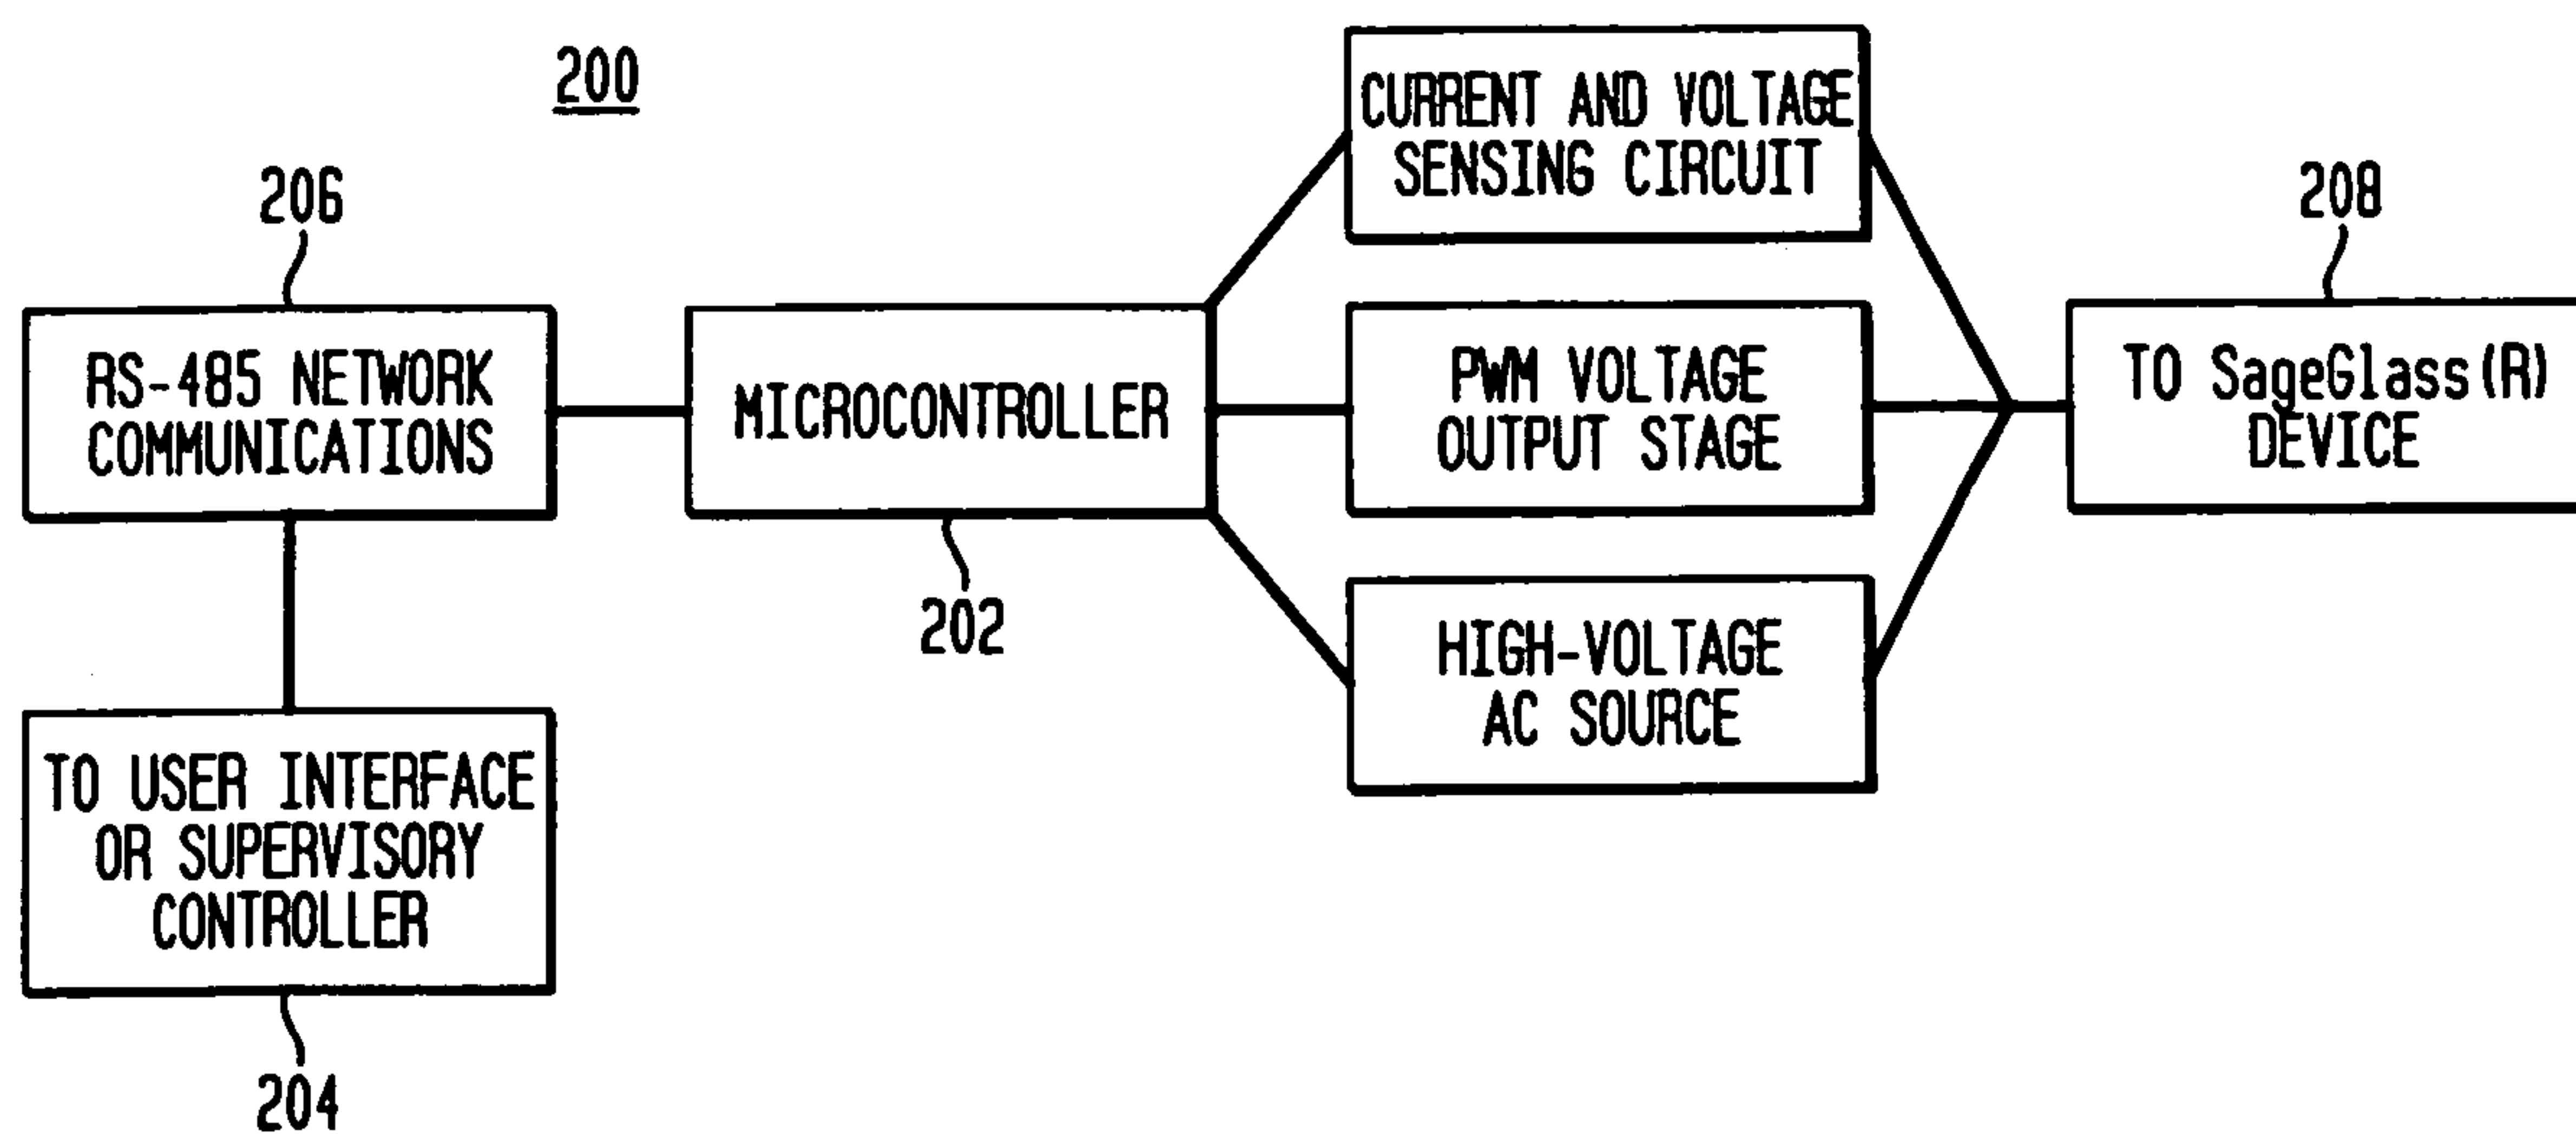 200
206
RS-485 NETWORK
COMMUNICATIONS
TO USER INTERFACE
OR SUPERVISORY
CONTROLLER
204
MICROCONTROLLER
202
CURRENT AND VOLTAGE
SENSING CIRCUIT
PWM VOLTAGE
OUTPUT STAGE
HIGH-VOLTAGE
AC SOURCE
208
TO SageGlass(R)
DEVICE